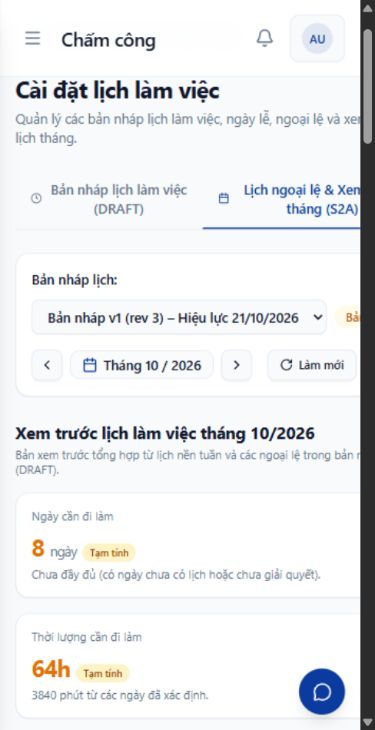 Chấm công
AU
Cài đặt lịch làm việc
Quản lý các bản nháp lịch làm việc, ngày lễ, ngoại lệ và
lịch tháng.
Bản nháp lịch làm việc
(DRAFT)
Lịch ngoại lệ &
tháng (S2A)
Bản nháp lịch:
Bản nháp v1 (rev 3) – Hiệu lực 21/10/2026
Tháng 10 / 2026
Làm mới
Xem trước lịch làm việc tháng 10/2026
Bản xem trước tổng hợp từ lịch nền tuần và các ngoại lệ trong bản
(DRAFT).
Ngày cần đi làm
8 ngày Tạm tính
Chưa đầy đủ (có ngày chưa có lịch hoặc chưa giải quyết).
Thời lượng cần đi làm
64h Tạm tính
3840 phút từ các ngày đã xác định.